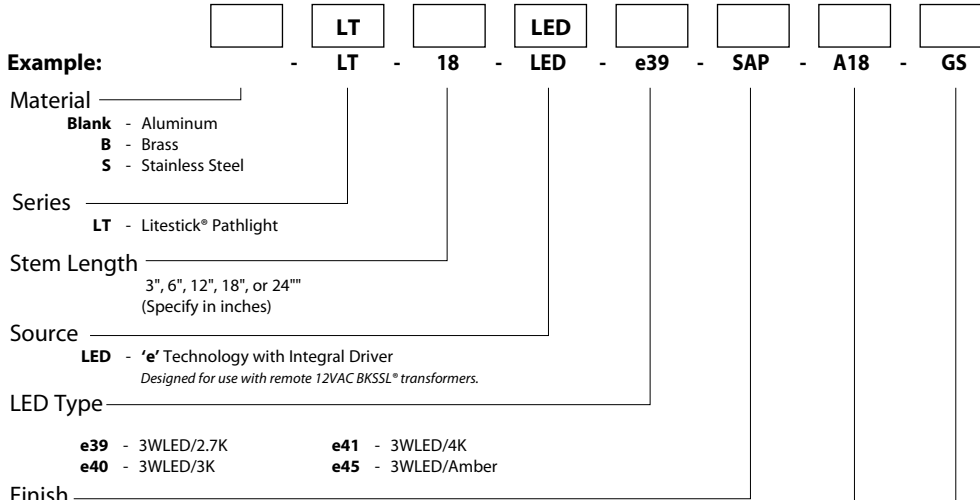 LT LED
Example: - LT - 18 - LED - e39 - SAP - A18 - GS
Material
Blank - Aluminum
B - Brass
S - Stainless Steel
Series
LT - Litestick® Pathlight
Stem Length
3", 6", 12", 18", or 24""
(Specify in inches)
Source
LED - 'e' Technology with Integral Driver
Designed for use with remote 12VAC BKSSL® transformers.
LED Type
e39 - 3WLED/2.7K e41 - 3WLED/4K
e40 - 3WLED/3K e45 - 3WLED/Amber
Finish